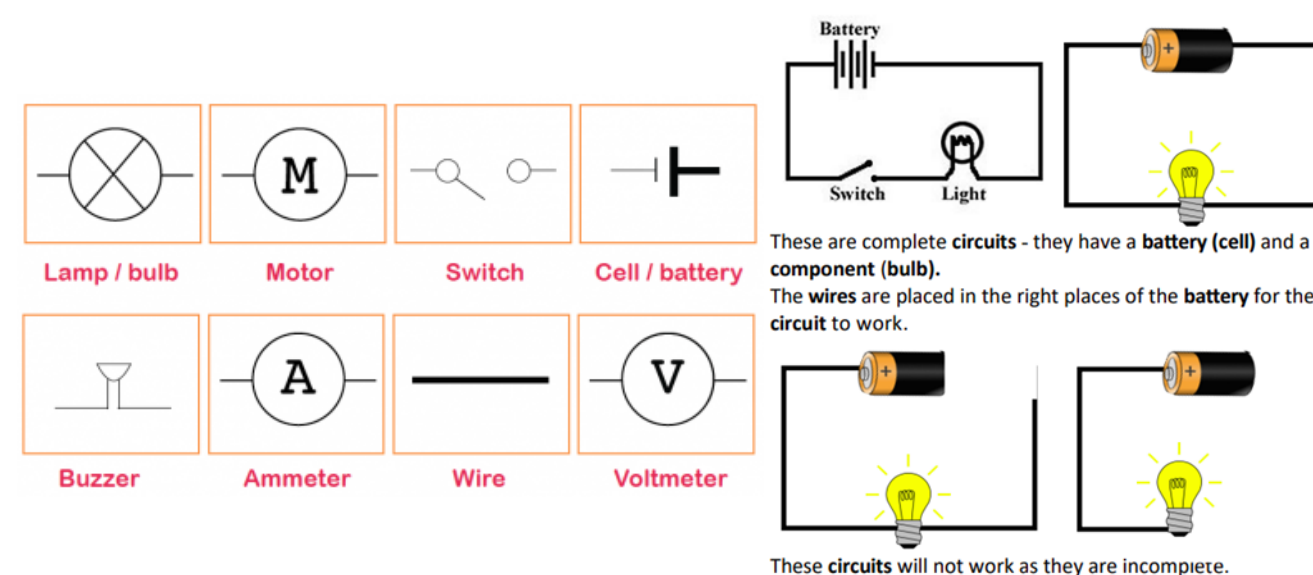 M
Lamp / bulb
Motor
Switch
Cell / battery
A
V
Buzzer
Ammeter
Wire
Voltmeter
Battery
Switch
Light
+
These are complete circuits - they have a battery (cell) and a
component (bulb).
The wires are placed in the right places of the battery for the
circuit to work.
+
+
These circuits will not work as they are incomplete.